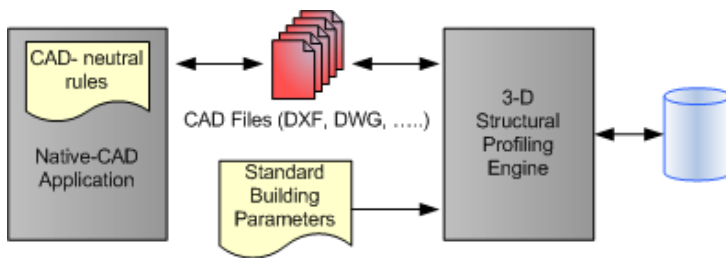 CAD- neutral
rules
Native-CAD
Application
CAD Files (DXF, DWG, .....)
Standard
Building
Parameters
3-D
Structural
Profiling
Engine